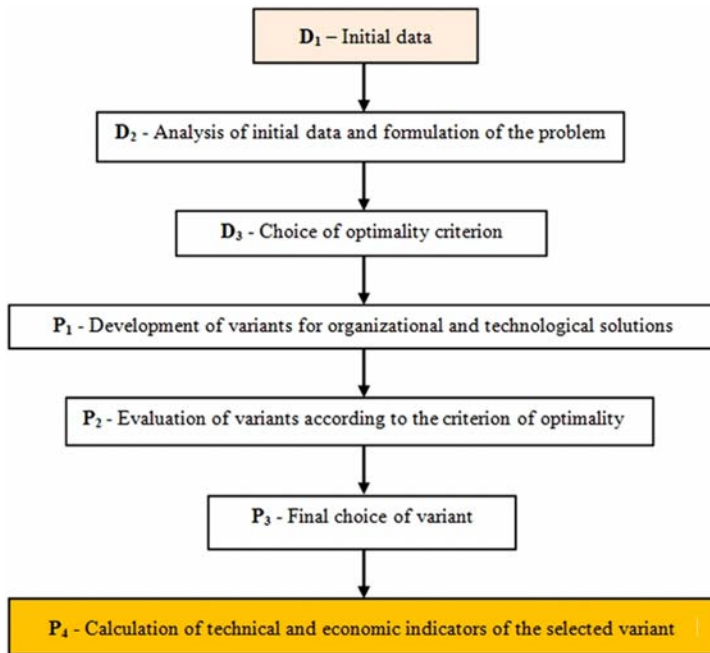 D₁ – Initial data
D₂ - Analysis of initial data and formulation of the problem
D₃ - Choice of optimality criterion
P₁ - Development of variants for organizational and technological solutions
P₂ - Evaluation of variants according to the criterion of optimality
P₃ - Final choice of variant
P₄ - Calculation of technical and economic indicators of the selected variant